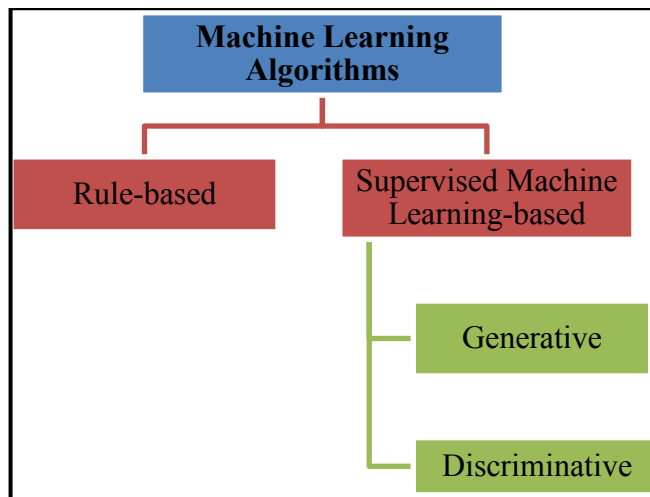 Machine Learning
Algorithms
Rule-based
Supervised Machine
Learning-based
Generative
Discriminative